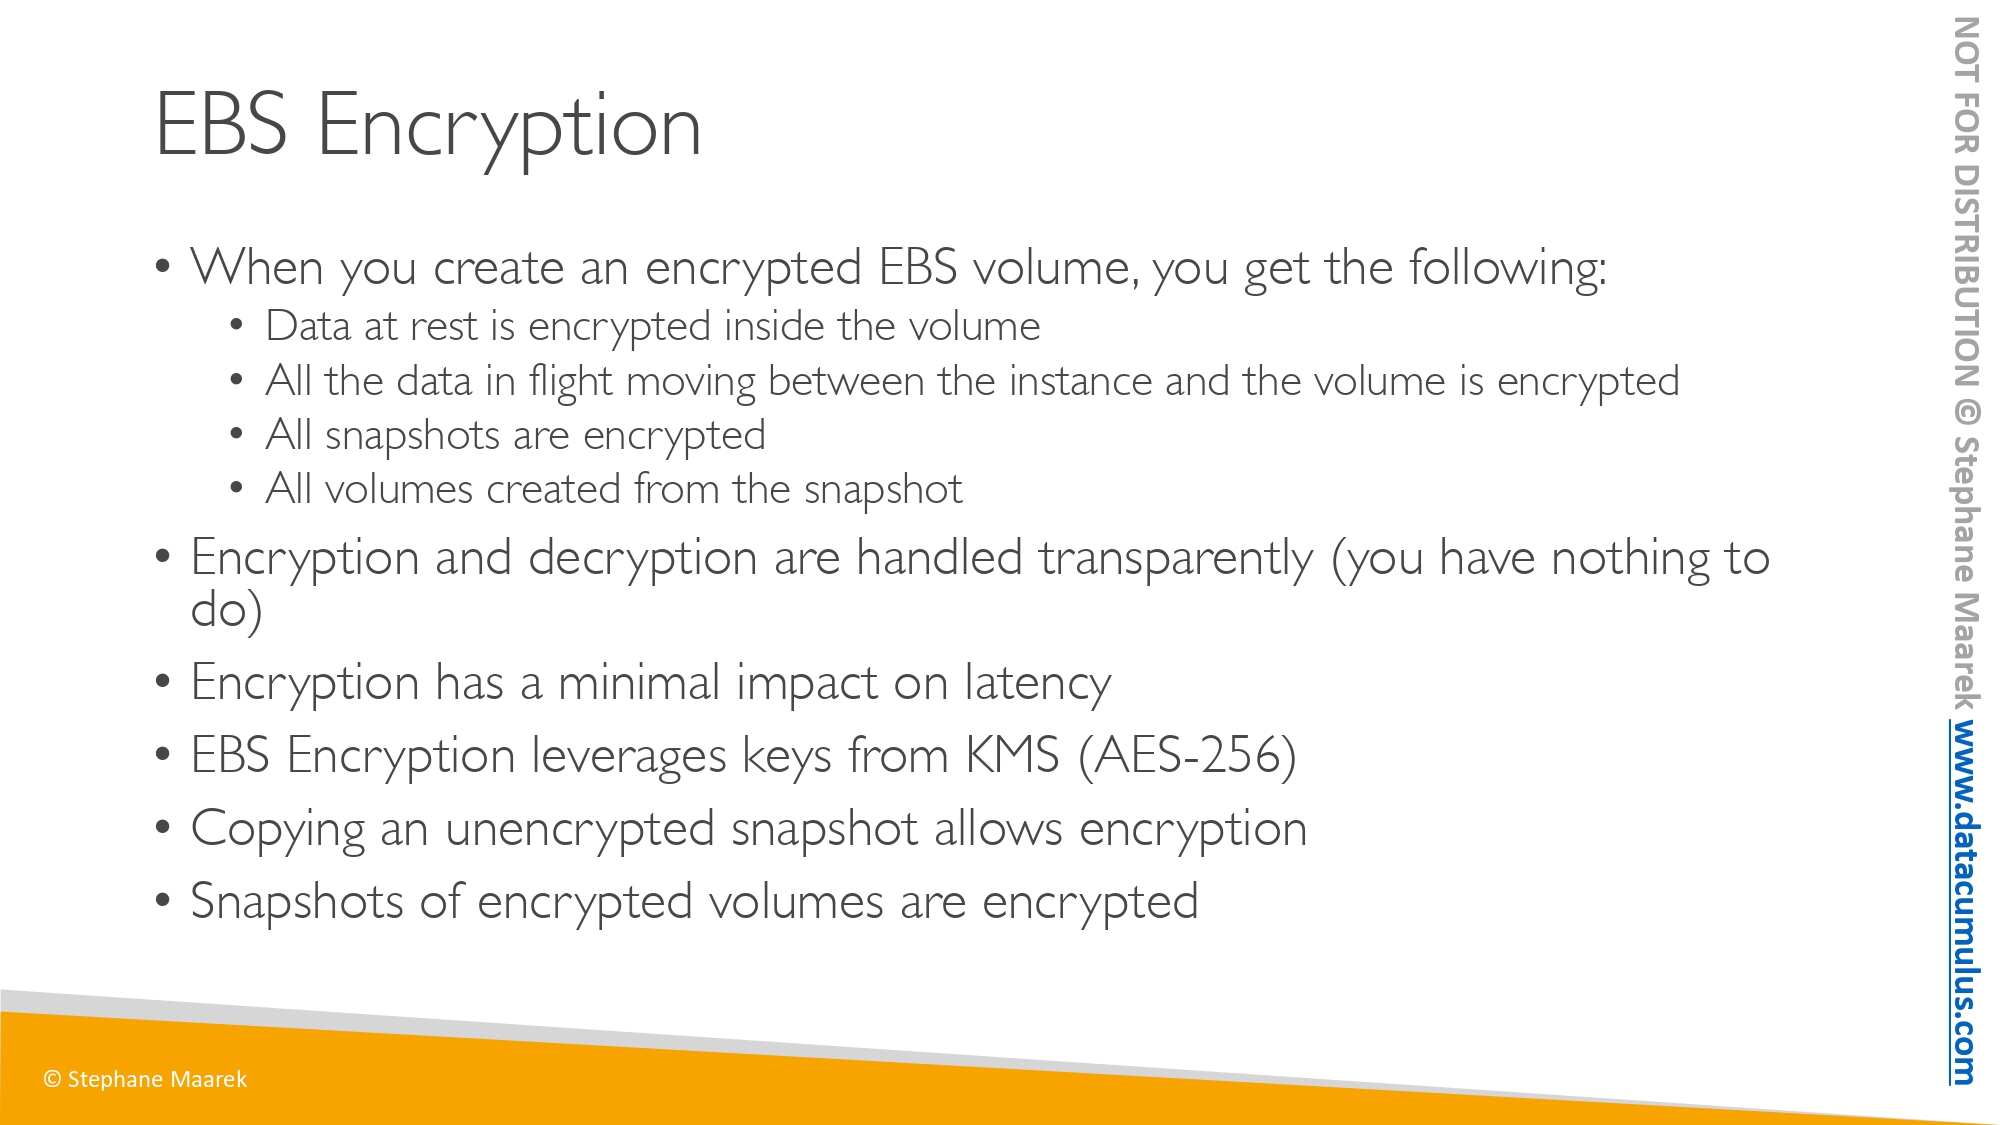 EBS Encryption
• When you create an encrypted EBS volume, you get the following:
• Data at rest is encrypted inside the volume
• All the data in flight moving between the instance and the volume is encrypted
• All snapshots are encrypted
• All volumes created from the snapshot
• Encryption and decryption are handled transparently (you have nothing to
do)
• Encryption has a minimal impact on latency
• EBS Encryption leverages keys from KMS (AES-256)
• Copying an unencrypted snapshot allows encryption
• Snapshots of encrypted volumes are encrypted
© Stephane Maarek
NOT FOR DISTRIBUTION © Stephane Maarek www.datacumulus.com